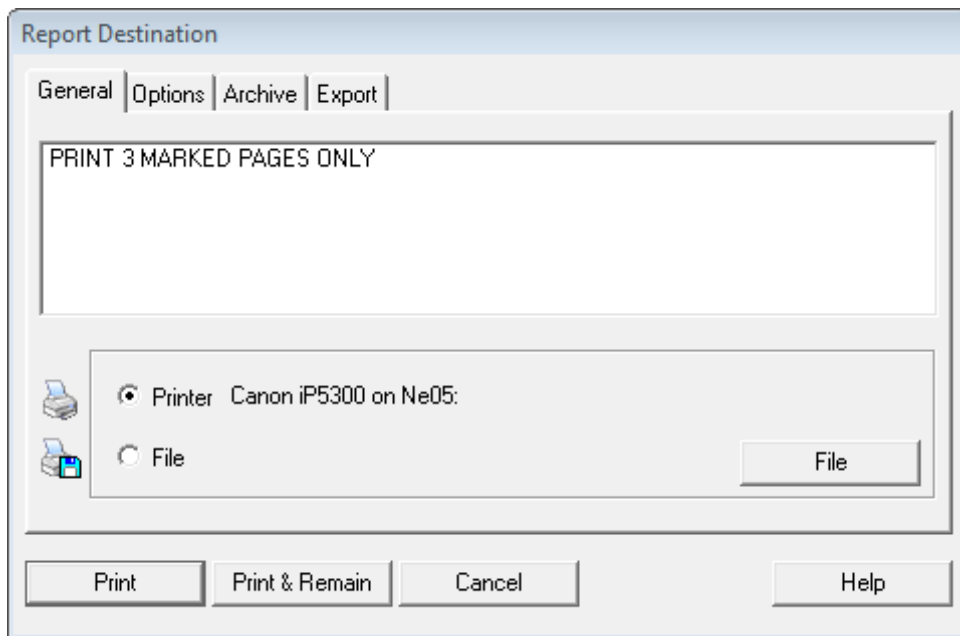 Report Destination
General Options Archive Export
PRINT 3 MARKED PAGES ONLY
Printer Canon iP5300 on Ne05:
File File
Print Print & Remain Cancel Help